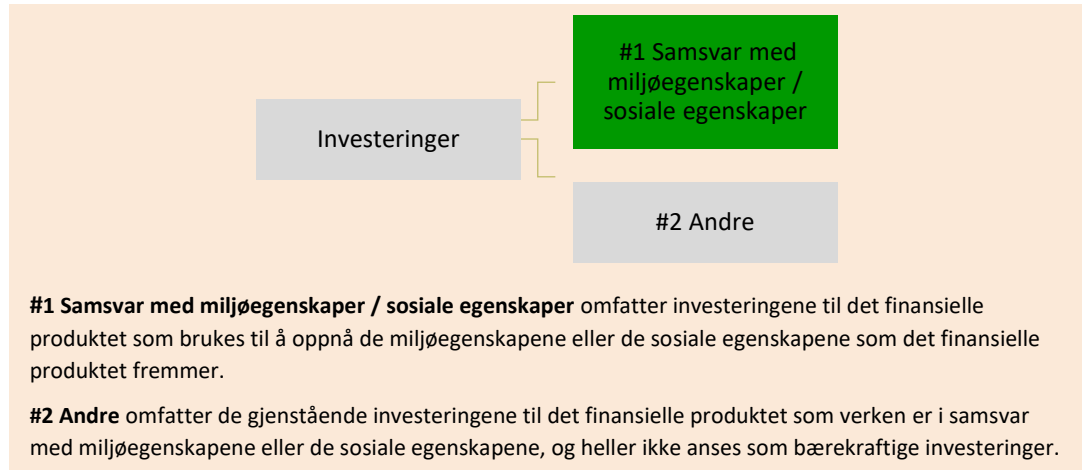 #1 Samsvar med
miljøegenskaper /
sosiale egenskaper
Investeringer
#2 Andre
#1 Samsvar med miljøegenskaper / sosiale egenskaper omfatter investeringene til det finansielle
produktet som brukes til å oppnå de miljøegenskapene eller de sosiale egenskapene som det finansielle
produktet fremmer.
#2 Andre omfatter de gjenstående investeringene til det finansielle produktet som verken er i samsvar
med miljøegenskapene eller de sosiale egenskapene, og heller ikke anses som bærekraftige investeringer.